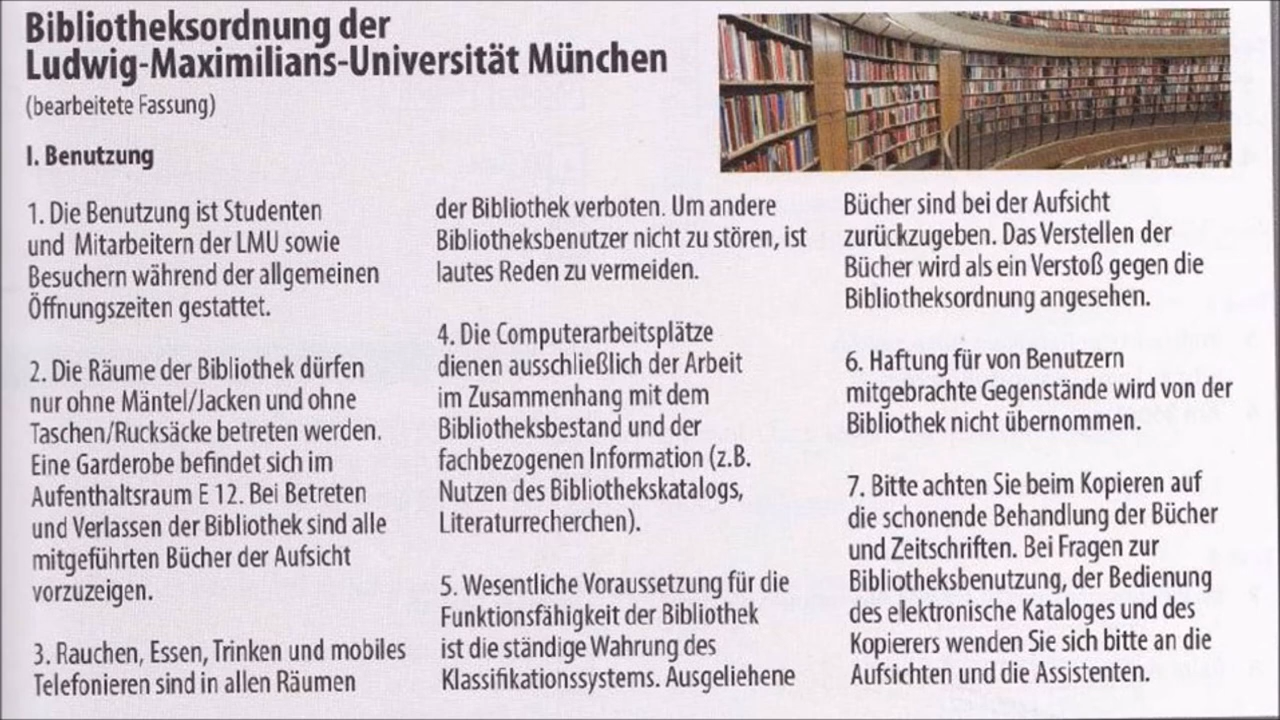 Bibliotheksordnung der
Ludwig-Maximilians-Universität München
(bearbeitete Fassung)
I. Benutzung
1. Die Benutzung ist Studenten
und Mitarbeitern der LMU sowie
Besuchern während der allgemeinen
Öffnungszeiten gestattet.
2. Die Räume der Bibliothek dürfen
nur ohne Mäntel/Jacken und ohne
Taschen/Rucksäcke betreten werden.
Eine Garderobe befindet sich im
Aufenthaltsraum E 12. Bei Betreten
und Verlassen der Bibliothek sind alle
mitgeführten Bücher der Aufsicht
vorzuzeigen.
3. Rauchen, Essen, Trinken und mobiles
Telefonieren sind in allen Räumen
der Bibliothek verboten. Um andere
Bibliotheksbenutzer nicht zu stören, ist
lautes Reden zu vermeiden.
4. Die Computerarbeitsplätze
dienen ausschließlich der Arbeit
im Zusammenhang mit dem
Bibliotheksbestand und der
fachbezogenen Information (z.B.
Nutzen des Bibliothekskatalogs,
Literaturrecherchen).
5. Wesentliche Voraussetzung für die
Funktionsfähigkeit der Bibliothek
ist die ständige Wahrung des
Klassifikationssystems. Ausgeliehene
Bücher sind bei der Aufsicht
zurückzugeben. Das Verstellen der
Bücher wird als ein Verstoß gegen die
Bibliotheksordnung angesehen.
6. Haftung für von Benutzern
mitgebrachte Gegenstände wird von der
Bibliothek nicht übernommen.
7. Bitte achten Sie beim Kopieren auf
die schonende Behandlung der Bücher
und Zeitschriften. Bei Fragen zur
Bibliotheksbenutzung, der Bedienung
des elektronische Kataloges und des
Kopierers wenden Sie sich bitte an die
Aufsichten und die Assistenten.